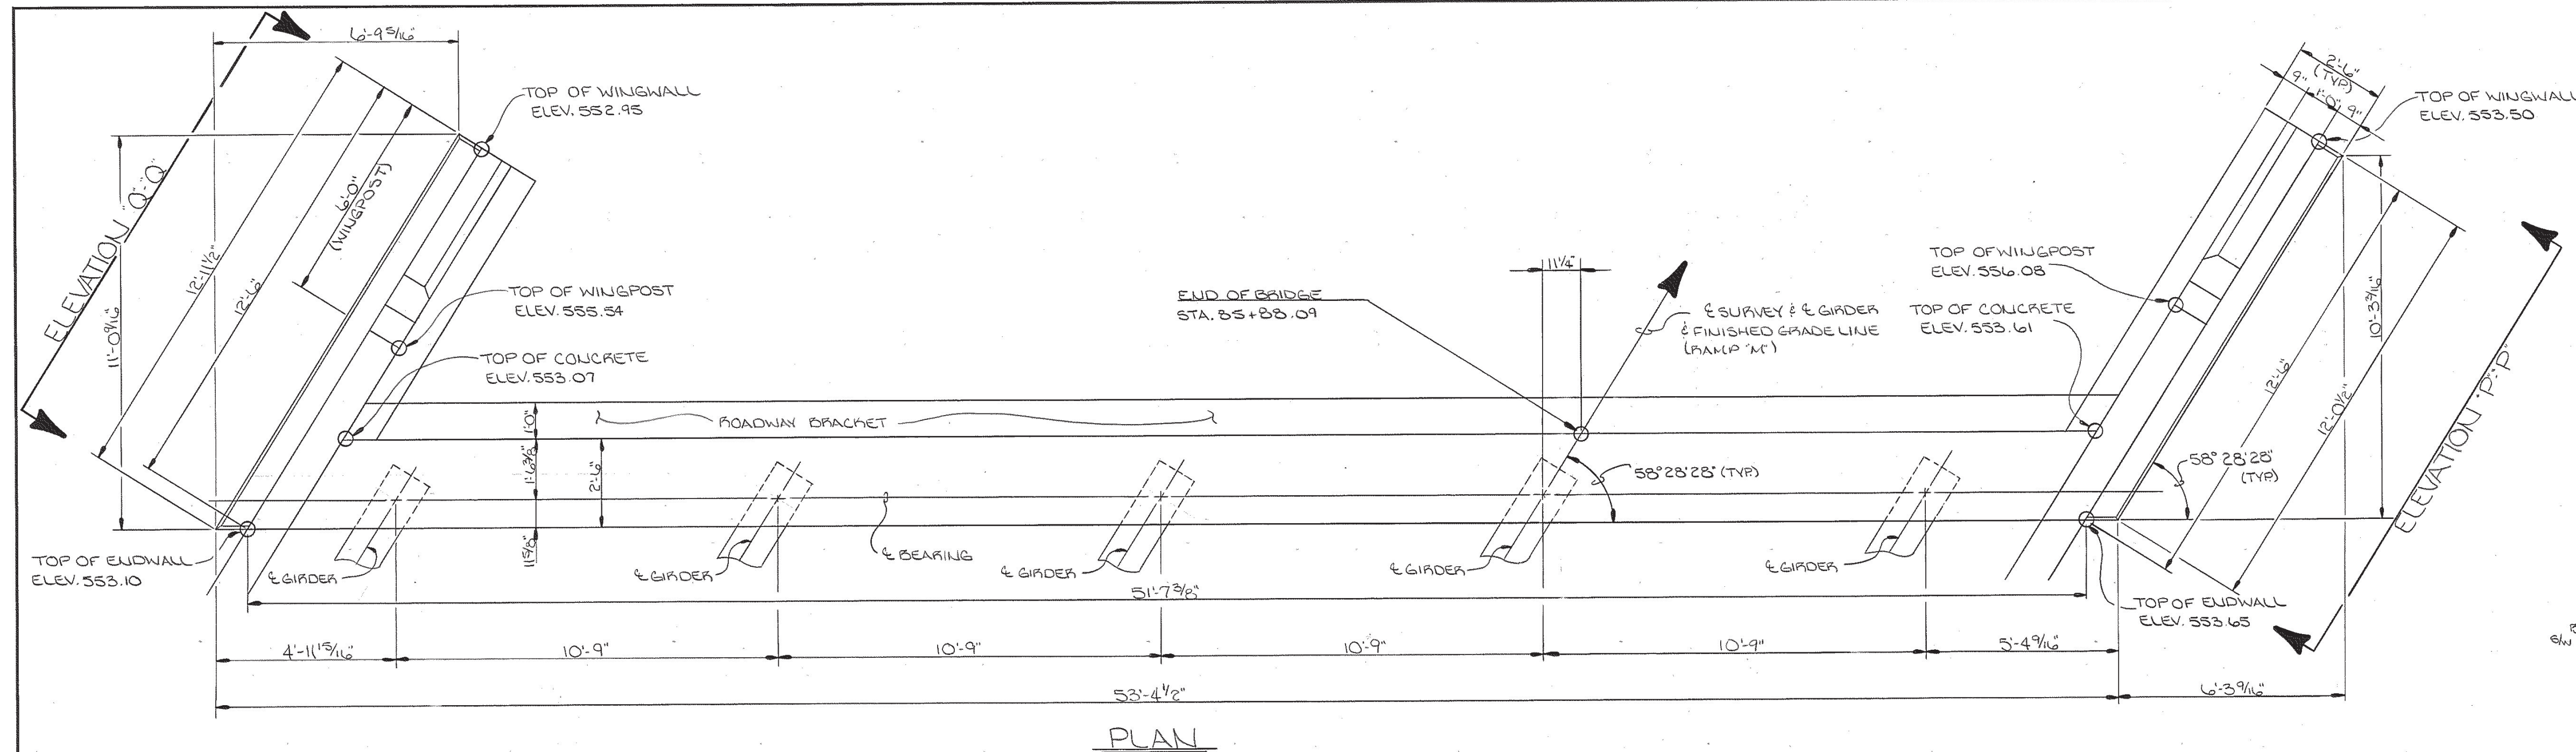 6'-9 5/16"
TOP OF WINGWALL
ELEV. 552.95
ELEVATION "Q"-"Q"
11'-0 9/16"
12'-11 1/2"
12'-6"
6'-0"
(WINGPOST)
TOP OF WINGPOST
ELEV. 555.54
TOP OF CONCRETE
ELEV. 553.07
TOP OF ENDWALL
ELEV. 553.10
ROADWAY BRACKET
1'-0"
1'-6 3/8"
2'-6"
11 5/8"
℄ GIRDER
℄ GIRDER
℄ BEARING
℄ GIRDER
℄ GIRDER
℄ GIRDER
END OF BRIDGE
STA. 85+88.09
11 1/4"
℄ SURVEY & ℄ GIRDER
& FINISHED GRADE LINE
(RAMP "M")
58° 28' 28" (TYP.)
TOP OF WINGPOST
ELEV. 556.08
TOP OF CONCRETE
ELEV. 553.61
2'-6"
(TYP.)
9"
1'-0"
9"
TOP OF WINGWALL
ELEV. 553.50
10'-3 3/16"
12'-6"
12'-0 1/2"
58° 28' 28"
(TYP.)
ELEVATION "P"-"P"
TOP OF ENDWALL
ELEV. 553.65
51'-7 3/8"
4'-11 15/16"
10'-9"
10'-9"
10'-9"
10'-9"
5'-4 9/16"
53'-4 1/2"
6'-3 9/16"
PLAN